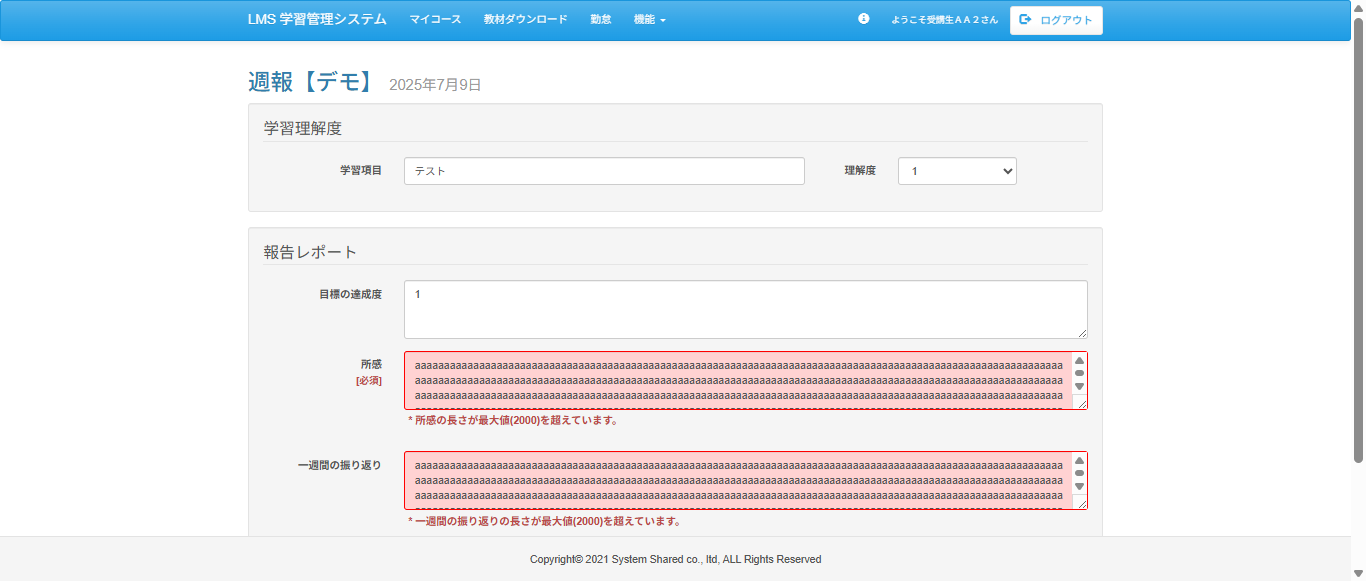 LMS 学習管理システム マイコース 教材ダウンロード 勤怠 機能 ようこそ受講生ＡＡ２さん ログアウト
週報【デモ】 2025年7月9日
学習理解度
学習項目 テスト 理解度 1
報告レポート
目標の達成度 1
所感
[必須]
* 所感の長さが最大値(2000)を超えています。
一週間の振り返り
* 一週間の振り返りの長さが最大値(2000)を超えています。
Copyright© 2021 System Shared co., ltd, ALL Rights Reserved